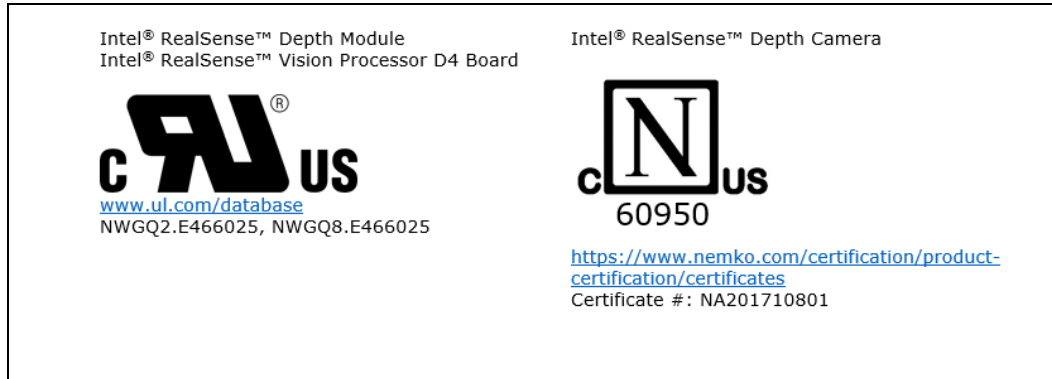 Intel® RealSense™ Depth Module
Intel® RealSense™ Vision Processor D4 Board
c RU ® US
www.ul.com/database
NWGQ2.E466025, NWGQ8.E466025
Intel® RealSense™ Depth Camera
c N US
60950
https://www.nemko.com/certification/product-
certification/certificates
Certificate #: NA201710801